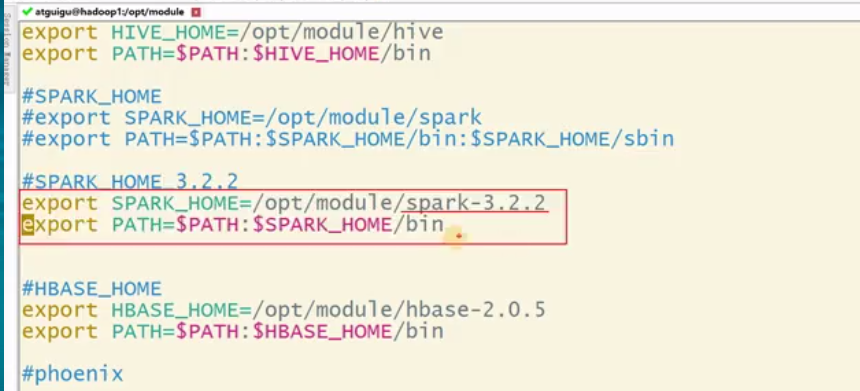 atguigu@hadoop1:/opt/module
Session Manager
export HIVE_HOME=/opt/module/hive
export PATH=$PATH:$HIVE_HOME/bin
#SPARK_HOME
#export SPARK_HOME=/opt/module/spark
#export PATH=$PATH:$SPARK_HOME/bin:$SPARK_HOME/sbin
#SPARK_HOME_3.2.2
export SPARK_HOME=/opt/module/spark-3.2.2
export PATH=$PATH:$SPARK_HOME/bin
#HBASE_HOME
export HBASE_HOME=/opt/module/hbase-2.0.5
export PATH=$PATH:$HBASE_HOME/bin
#phoenix